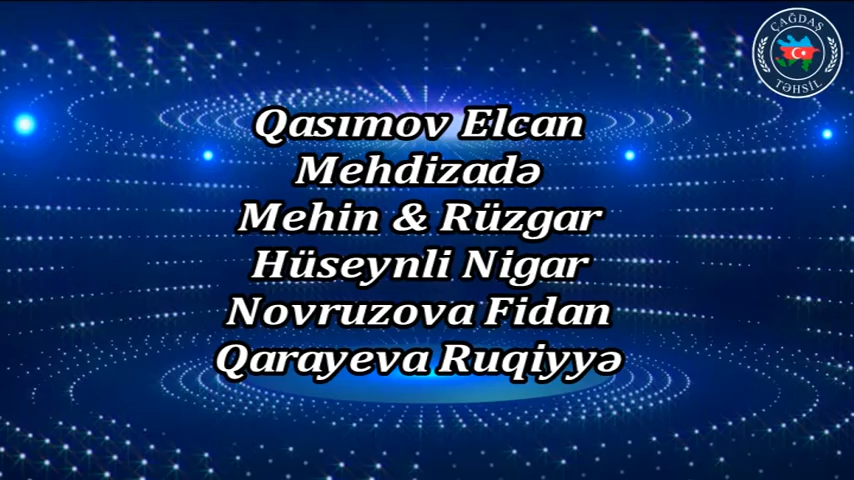 ÇAĞDAŞ
TƏHSİL
Qasımov Elcan
Mehdizadə
Mehin & Rüzgar
Hüseynli Nigar
Novruzova Fidan
Qarayeva Ruqiyyə